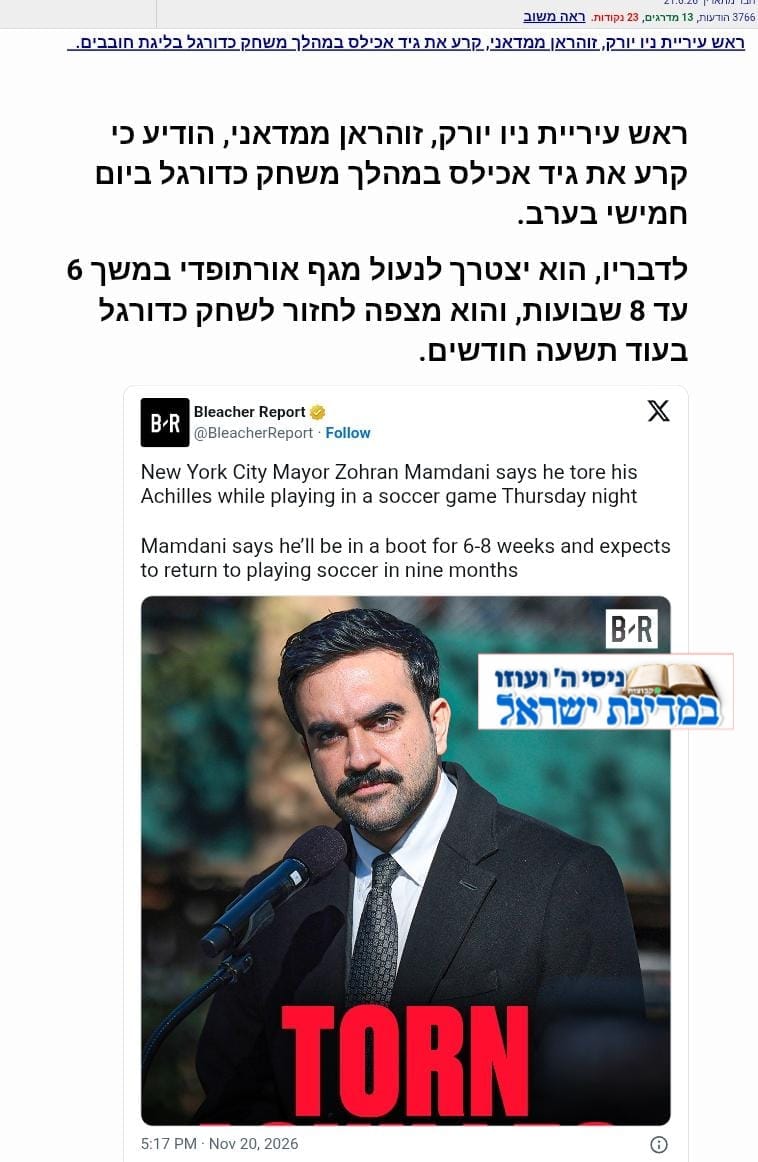 חבר מתאריך 21.6.26
3766 הודעות, 13 מדרגים, 23 נקודות. ראה משוב
ראש עיריית ניו יורק, זוהראן ממדאני, קרע את גיד אכילס במהלך משחק כדורגל בליגת חובבים.
ראש עיריית ניו יורק, זוהראן ממדאני, הודיע כי
קרע את גיד אכילס במהלך משחק כדורגל ביום
חמישי בערב.
לדבריו, הוא יצטרך לנעול מגף אורתופדי במשך 6
עד 8 שבועות, והוא מצפה לחזור לשחק כדורגל
בעוד תשעה חודשים.
Bleacher Report
@BleacherReport · Follow
New York City Mayor Zohran Mamdani says he tore his
Achilles while playing in a soccer game Thursday night
Mamdani says he’ll be in a boot for 6-8 weeks and expects
to return to playing soccer in nine months
B/R
ניסי ה' ועוזו
קבוצות
במדינת ישראל
TORN
5:17 PM · Nov 20, 2026